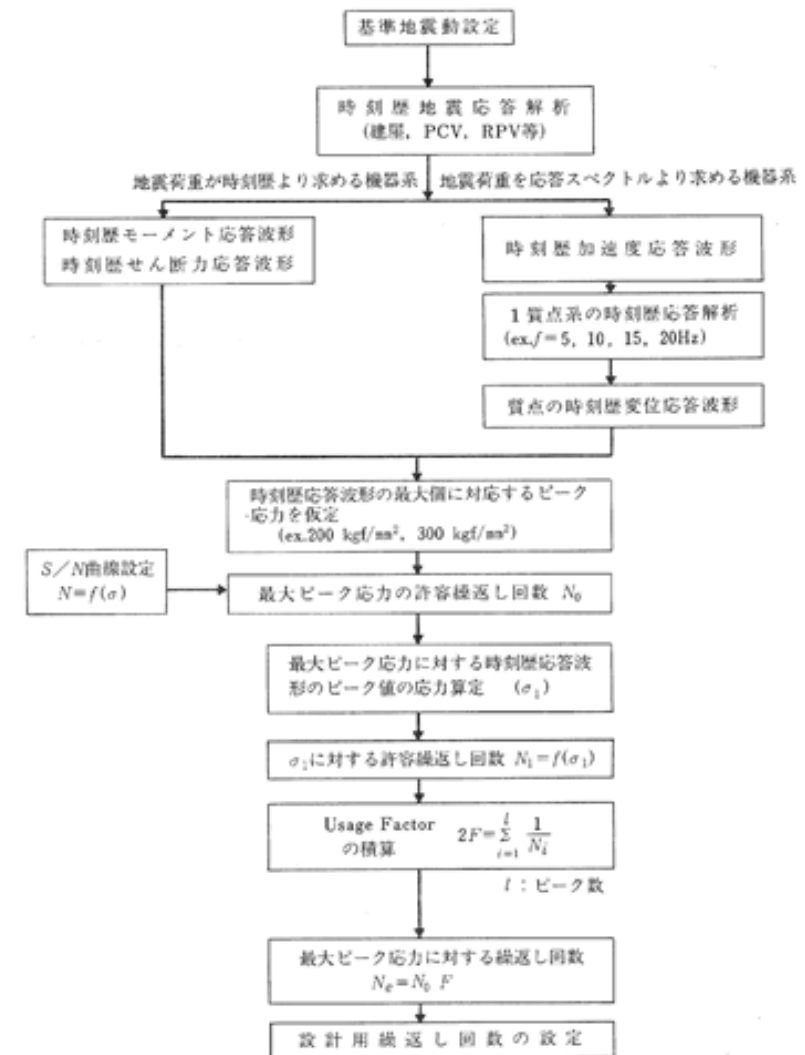 基準地震動設定
時刻歴地震応答解析
(建屋, PCV, RPV等)
地震荷重が時刻歴より求める機器系
地震荷重を応答スペクトルより求める機器系
時刻歴モーメント応答波形
時刻歴せん断力応答波形
時刻歴加速度応答波形
1質点系の時刻歴応答解析
(ex.f=5, 10, 15, 20Hz)
質点の時刻歴変位応答波形
時刻歴応答波形の最大値に対応するピーク
応力を仮定
(ex.200 kgf/mm², 300 kgf/mm²)
S/N曲線設定
N=f(σ)
最大ピーク応力の許容繰返し回数 N₀
最大ピーク応力に対する時刻歴応答波
形のピーク値の応力算定 (σᵢ)
σᵢに対する許容繰返し回数 Nᵢ=f(σᵢ)
Usage Factor
の積算
2F=Σ(i=1, l) 1/Nᵢ
l：ピーク数
最大ピーク応力に対する繰返し回数
Nₑ=N₀ F
設計用繰返し回数の設定